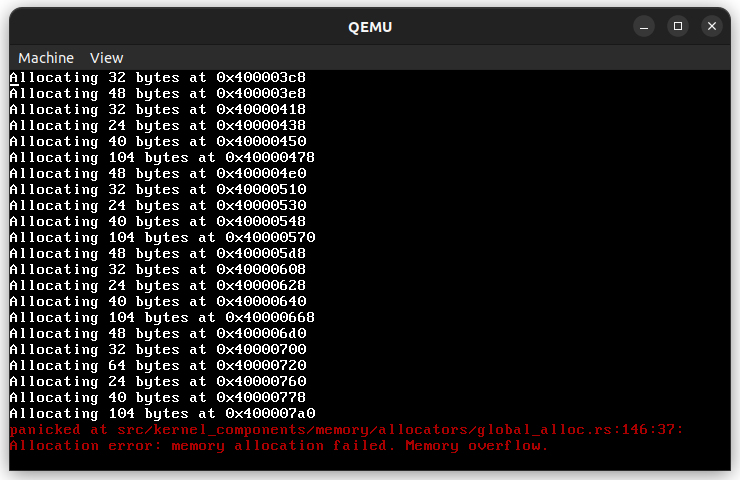 QEMU
Machine View
Allocating 32 bytes at 0x400003c8
Allocating 48 bytes at 0x400003e8
Allocating 32 bytes at 0x40000418
Allocating 24 bytes at 0x40000438
Allocating 40 bytes at 0x40000450
Allocating 104 bytes at 0x40000478
Allocating 48 bytes at 0x400004e0
Allocating 32 bytes at 0x40000510
Allocating 24 bytes at 0x40000530
Allocating 40 bytes at 0x40000548
Allocating 104 bytes at 0x40000570
Allocating 48 bytes at 0x400005d8
Allocating 32 bytes at 0x40000608
Allocating 24 bytes at 0x40000628
Allocating 40 bytes at 0x40000640
Allocating 104 bytes at 0x40000668
Allocating 48 bytes at 0x400006d0
Allocating 32 bytes at 0x40000700
Allocating 64 bytes at 0x40000720
Allocating 24 bytes at 0x40000760
Allocating 40 bytes at 0x40000778
Allocating 104 bytes at 0x400007a0
panicked at src/kernel_components/memory/allocators/global_alloc.rs:146:37:
Allocation error: memory allocation failed. Memory overflow.